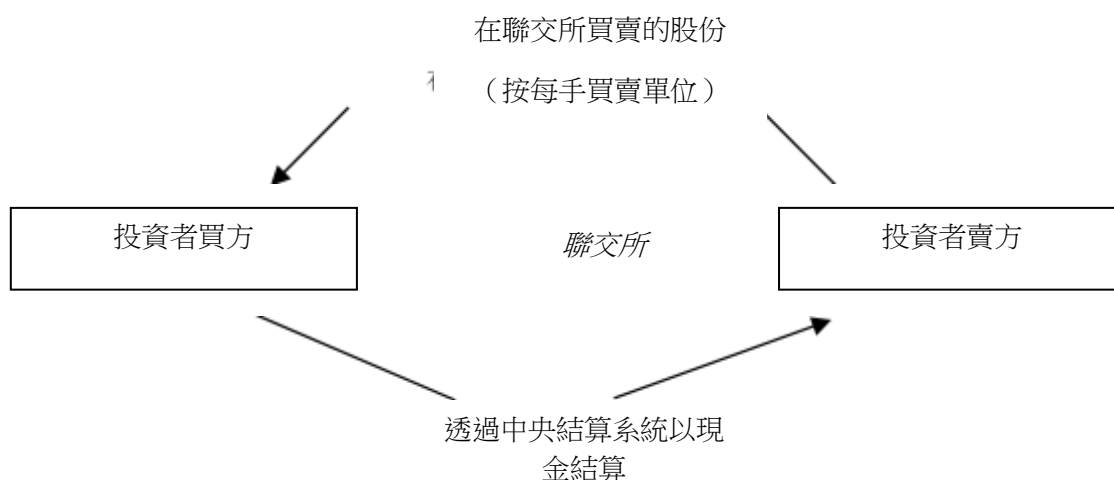 在聯交所買賣的股份
（按每手買賣單位）
投資者買方
聯交所
投資者賣方
透過中央結算系統以現
金結算